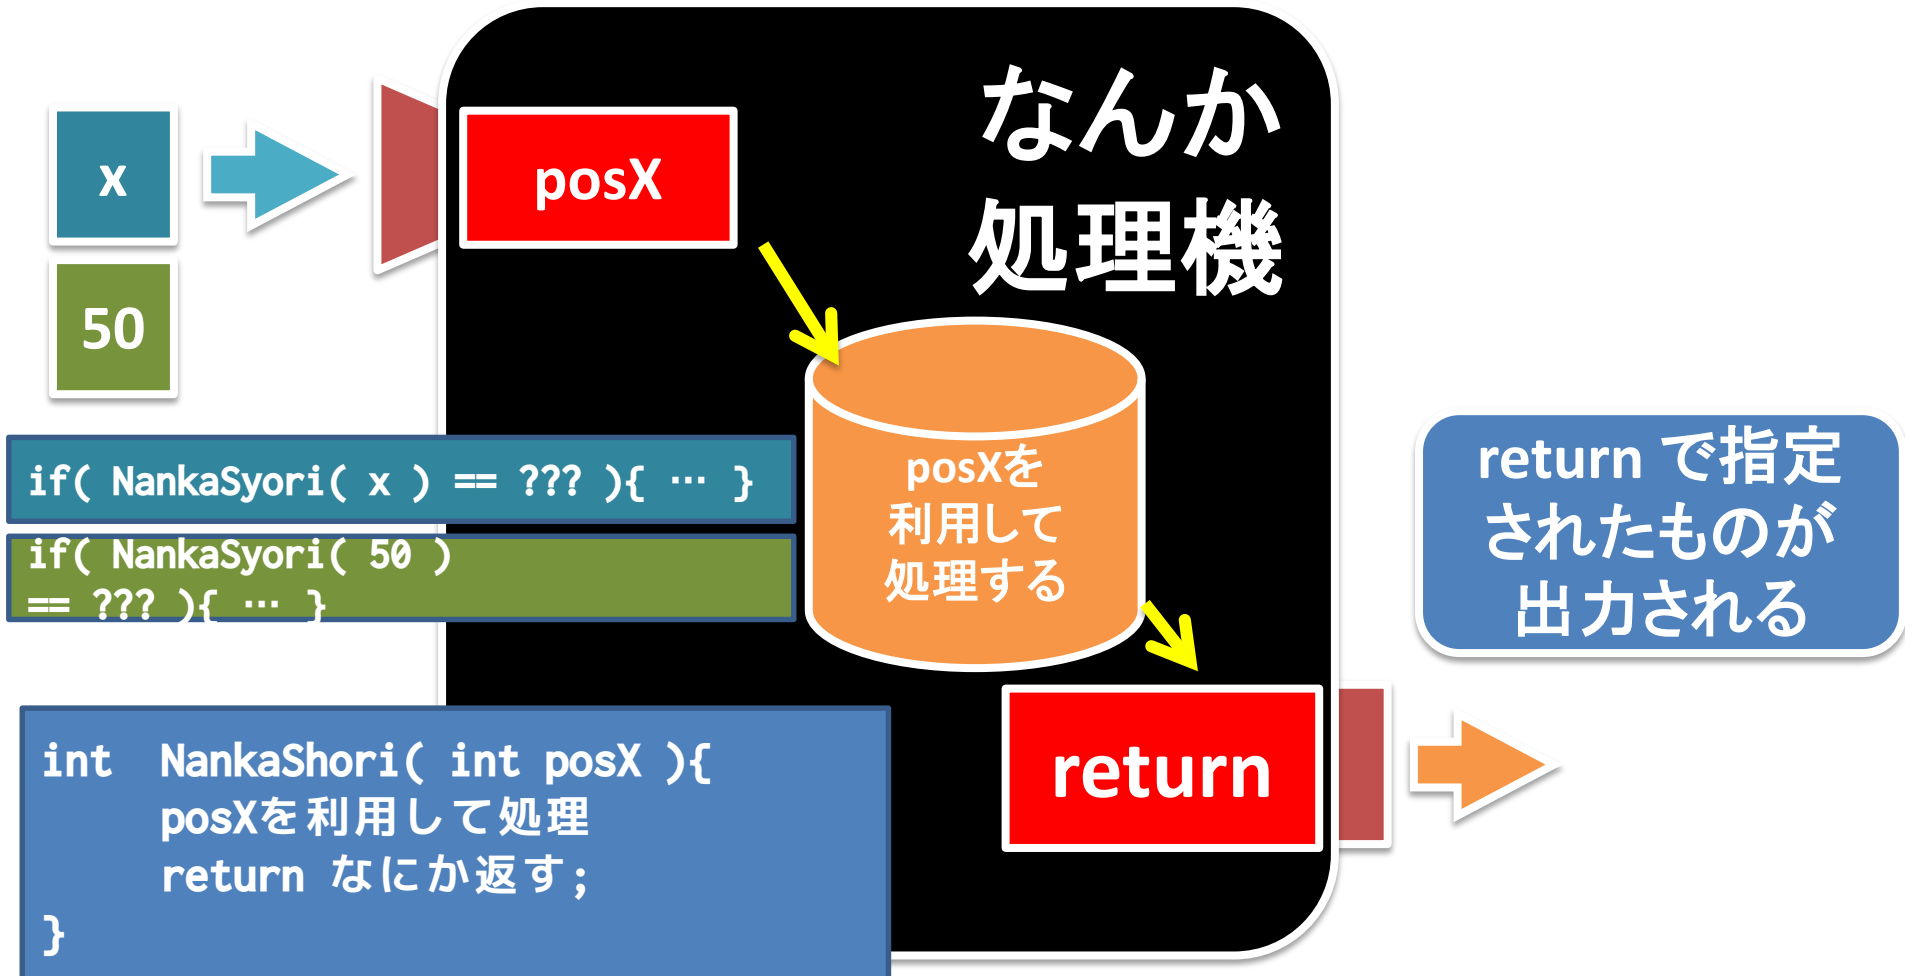 なんか
処理機
x
posX
50
if( NankaSyori( x ) == ??? ){ … }
if( NankaSyori( 50 )
== ??? ){ … }
posXを
利用して
処理する
return で指定
されたものが
出力される
return
int  NankaShori( int posX ){
posXを利用して処理
return なにか返す;
}